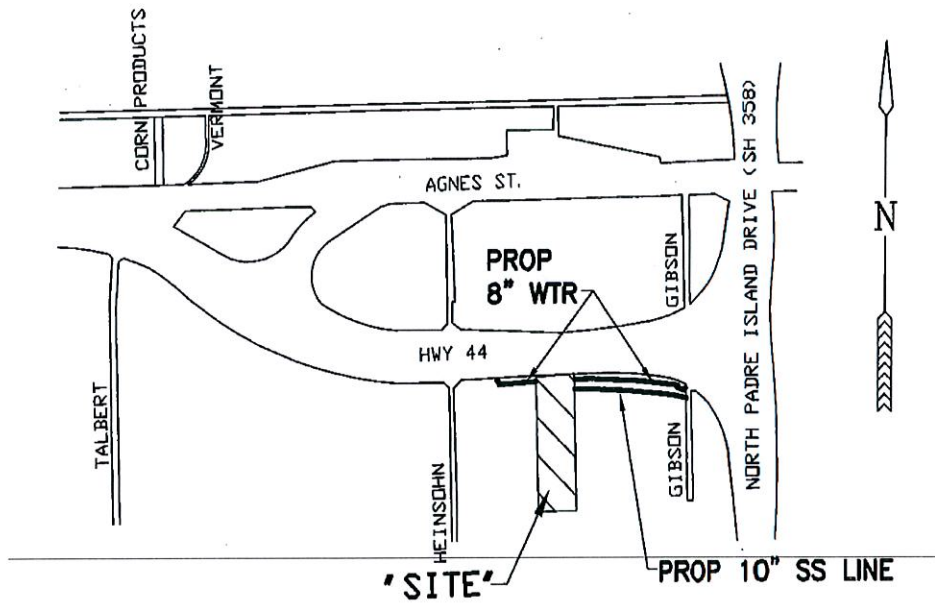 CORN PRODUCTS
VERMONT
AGNES ST.
NORTH PADRE ISLAND DRIVE (SH 358)
N
PROP
8" WTR
GIBSON
HWY 44
TALBERT
HEINSOHN
GIBSON
"SITE"
PROP 10" SS LINE